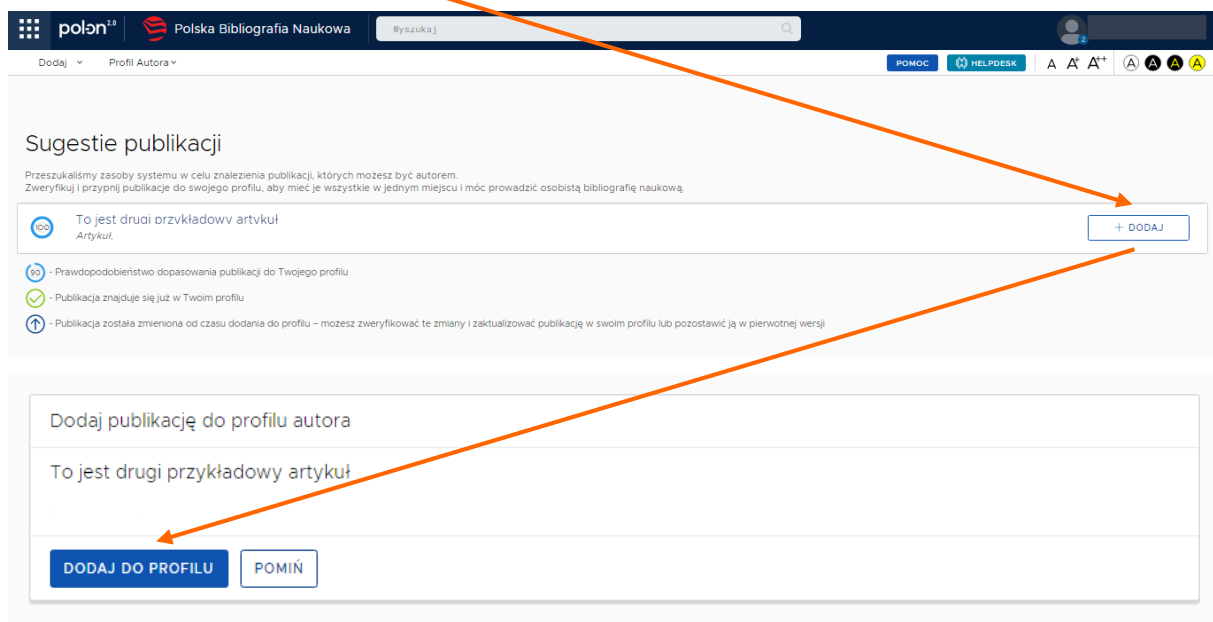 polon2.0 Polska Bibliografia Naukowa Wyszukaj 2
Dodaj Profil Autora POMOC HELPDESK A A+ A++ A A A A
Sugestie publikacji
Przeszukaliśmy zasoby systemu w celu znalezienia publikacji, których możesz być autorem.
Zweryfikuj i przypnij publikacje do swojego profilu, aby mieć je wszystkie w jednym miejscu i móc prowadzić osobistą bibliografię naukową.
100 To jest drugi przykładowy artykuł
Artykuł,
+ DODAJ
90 - Prawdopodobieństwo dopasowania publikacji do Twojego profilu
- Publikacja znajduje się już w Twoim profilu
- Publikacja została zmieniona od czasu dodania do profilu – możesz zweryfikować te zmiany i zaktualizować publikację w swoim profilu lub pozostawić ją w pierwotnej wersji
Dodaj publikację do profilu autora
To jest drugi przykładowy artykuł
DODAJ DO PROFILU POMIŃ